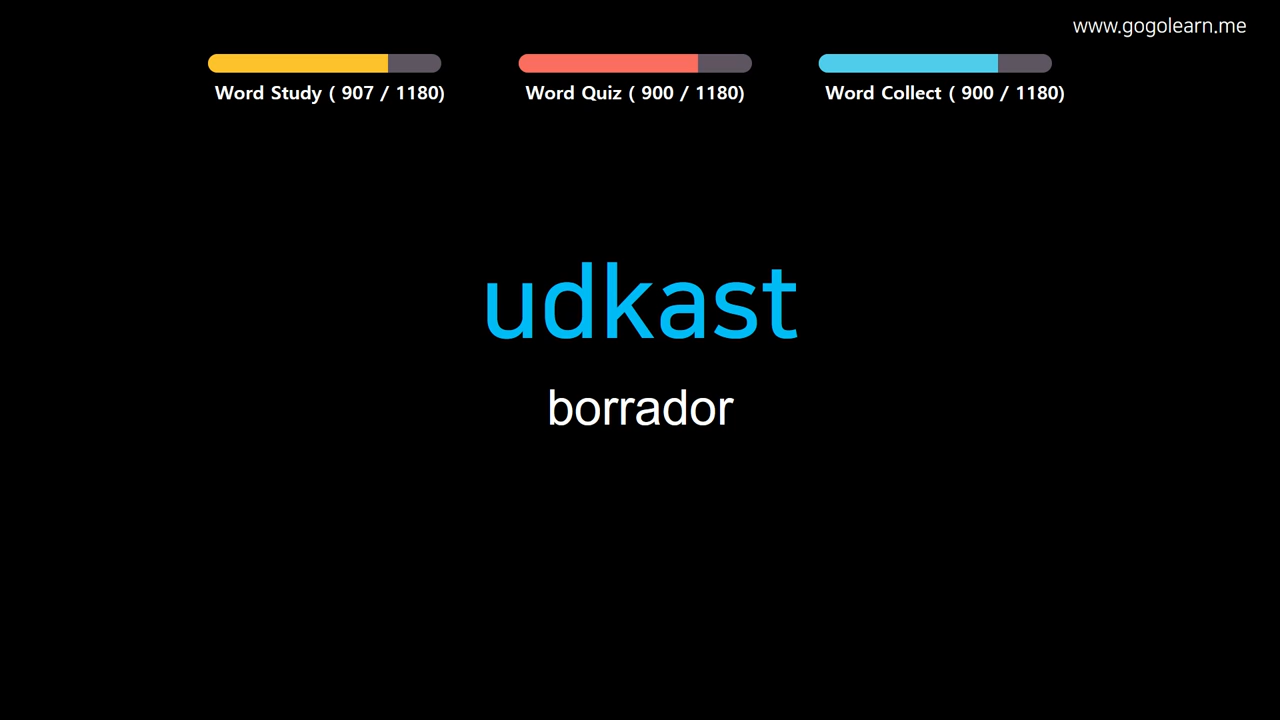 www.gogolearn.me
Word Study ( 907 / 1180)
Word Quiz ( 900 / 1180)
Word Collect ( 900 / 1180)
udkast
borrador